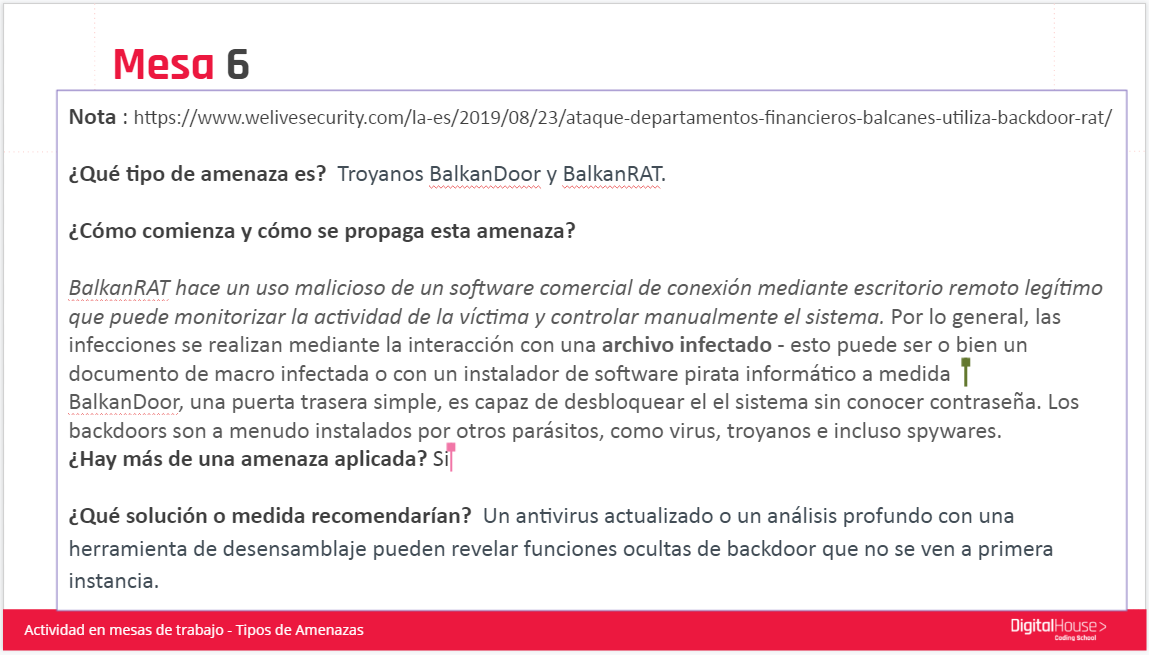 Mesa 6
Nota : https://www.welivesecurity.com/la-es/2019/08/23/ataque-departamentos-financieros-balcanes-utiliza-backdoor-rat/
¿Qué tipo de amenaza es?  Troyanos BalkanDoor y BalkanRAT.
¿Cómo comienza y cómo se propaga esta amenaza?
BalkanRAT hace un uso malicioso de un software comercial de conexión mediante escritorio remoto legítimo
que puede monitorizar la actividad de la víctima y controlar manualmente el sistema. Por lo general, las
infecciones se realizan mediante la interacción con una archivo infectado - esto puede ser o bien un
documento de macro infectada o con un instalador de software pirata informático a medida
BalkanDoor, una puerta trasera simple, es capaz de desbloquear el el sistema sin conocer contraseña. Los
backdoors son a menudo instalados por otros parásitos, como virus, troyanos e incluso spywares.
¿Hay más de una amenaza aplicada? Sí
¿Qué solución o medida recomendarían?  Un antivirus actualizado o un análisis profundo con una
herramienta de desensamblaje pueden revelar funciones ocultas de backdoor que no se ven a primera
instancia.
Actividad en mesas de trabajo - Tipos de Amenazas
DigitalHouse>
Coding School